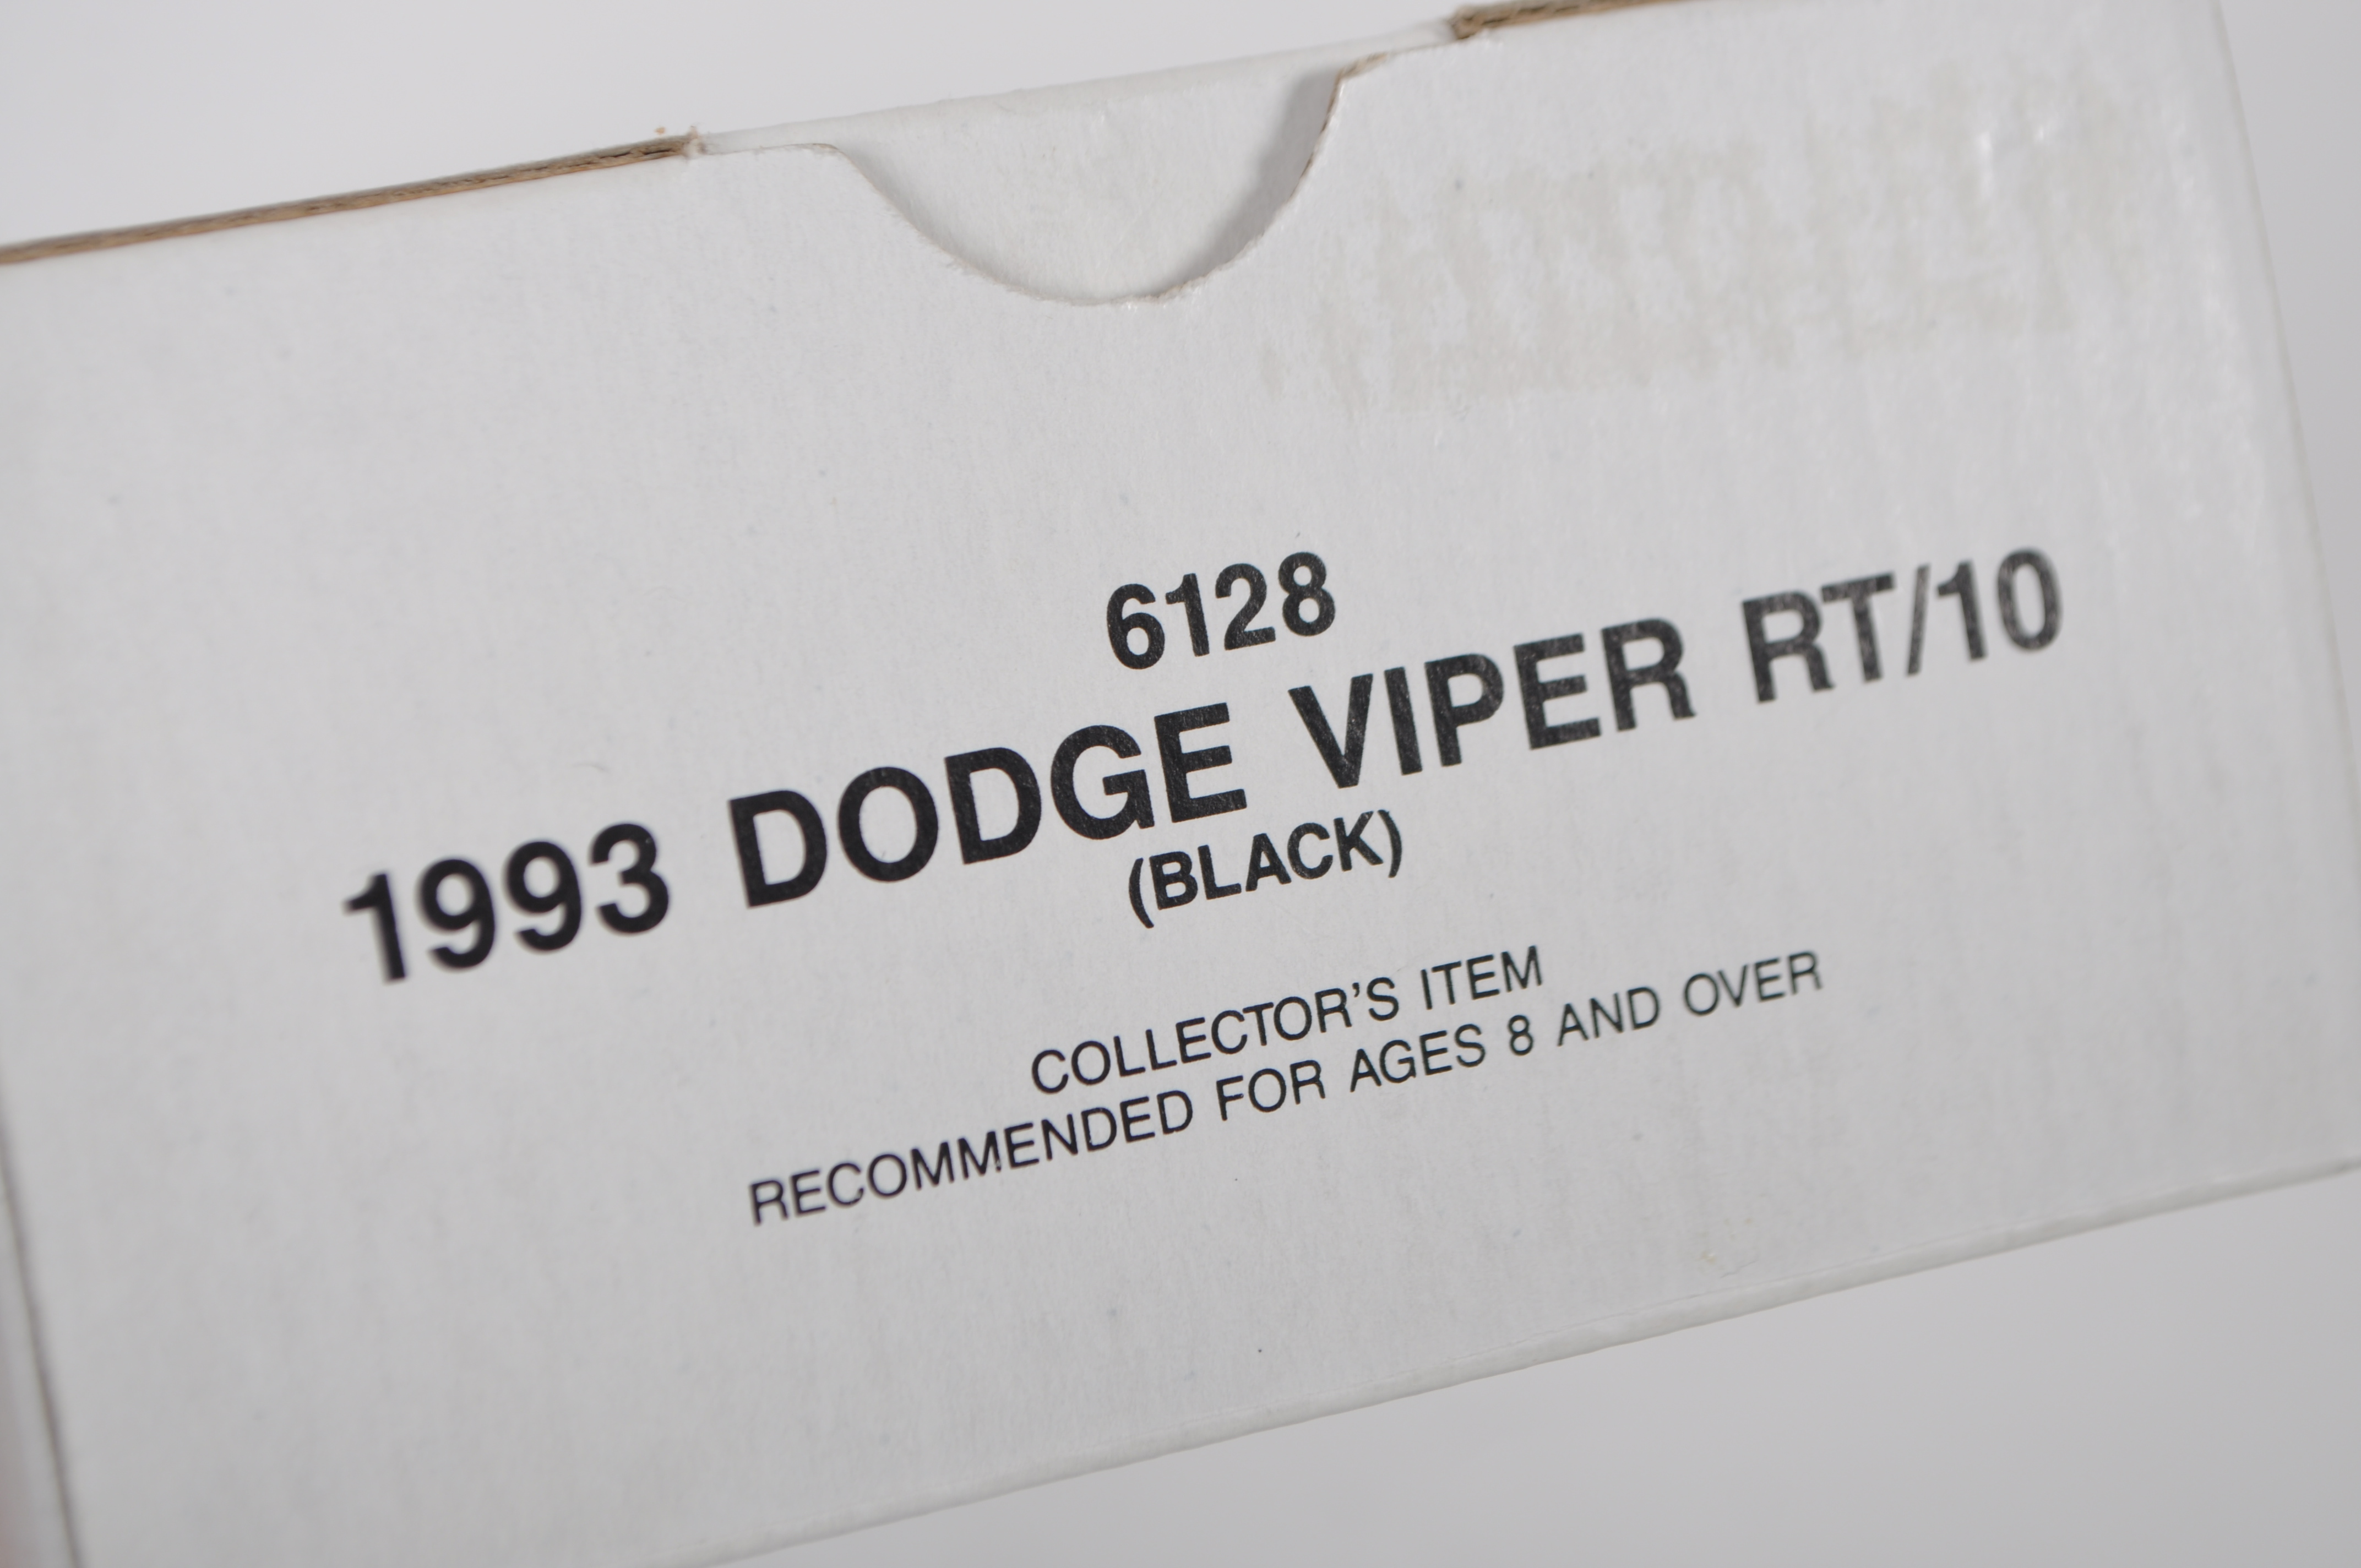 6128
1993 DODGE VIPER RT/10
(BLACK)
COLLECTOR'S ITEM
RECOMMENDED FOR AGES 8 AND OVER